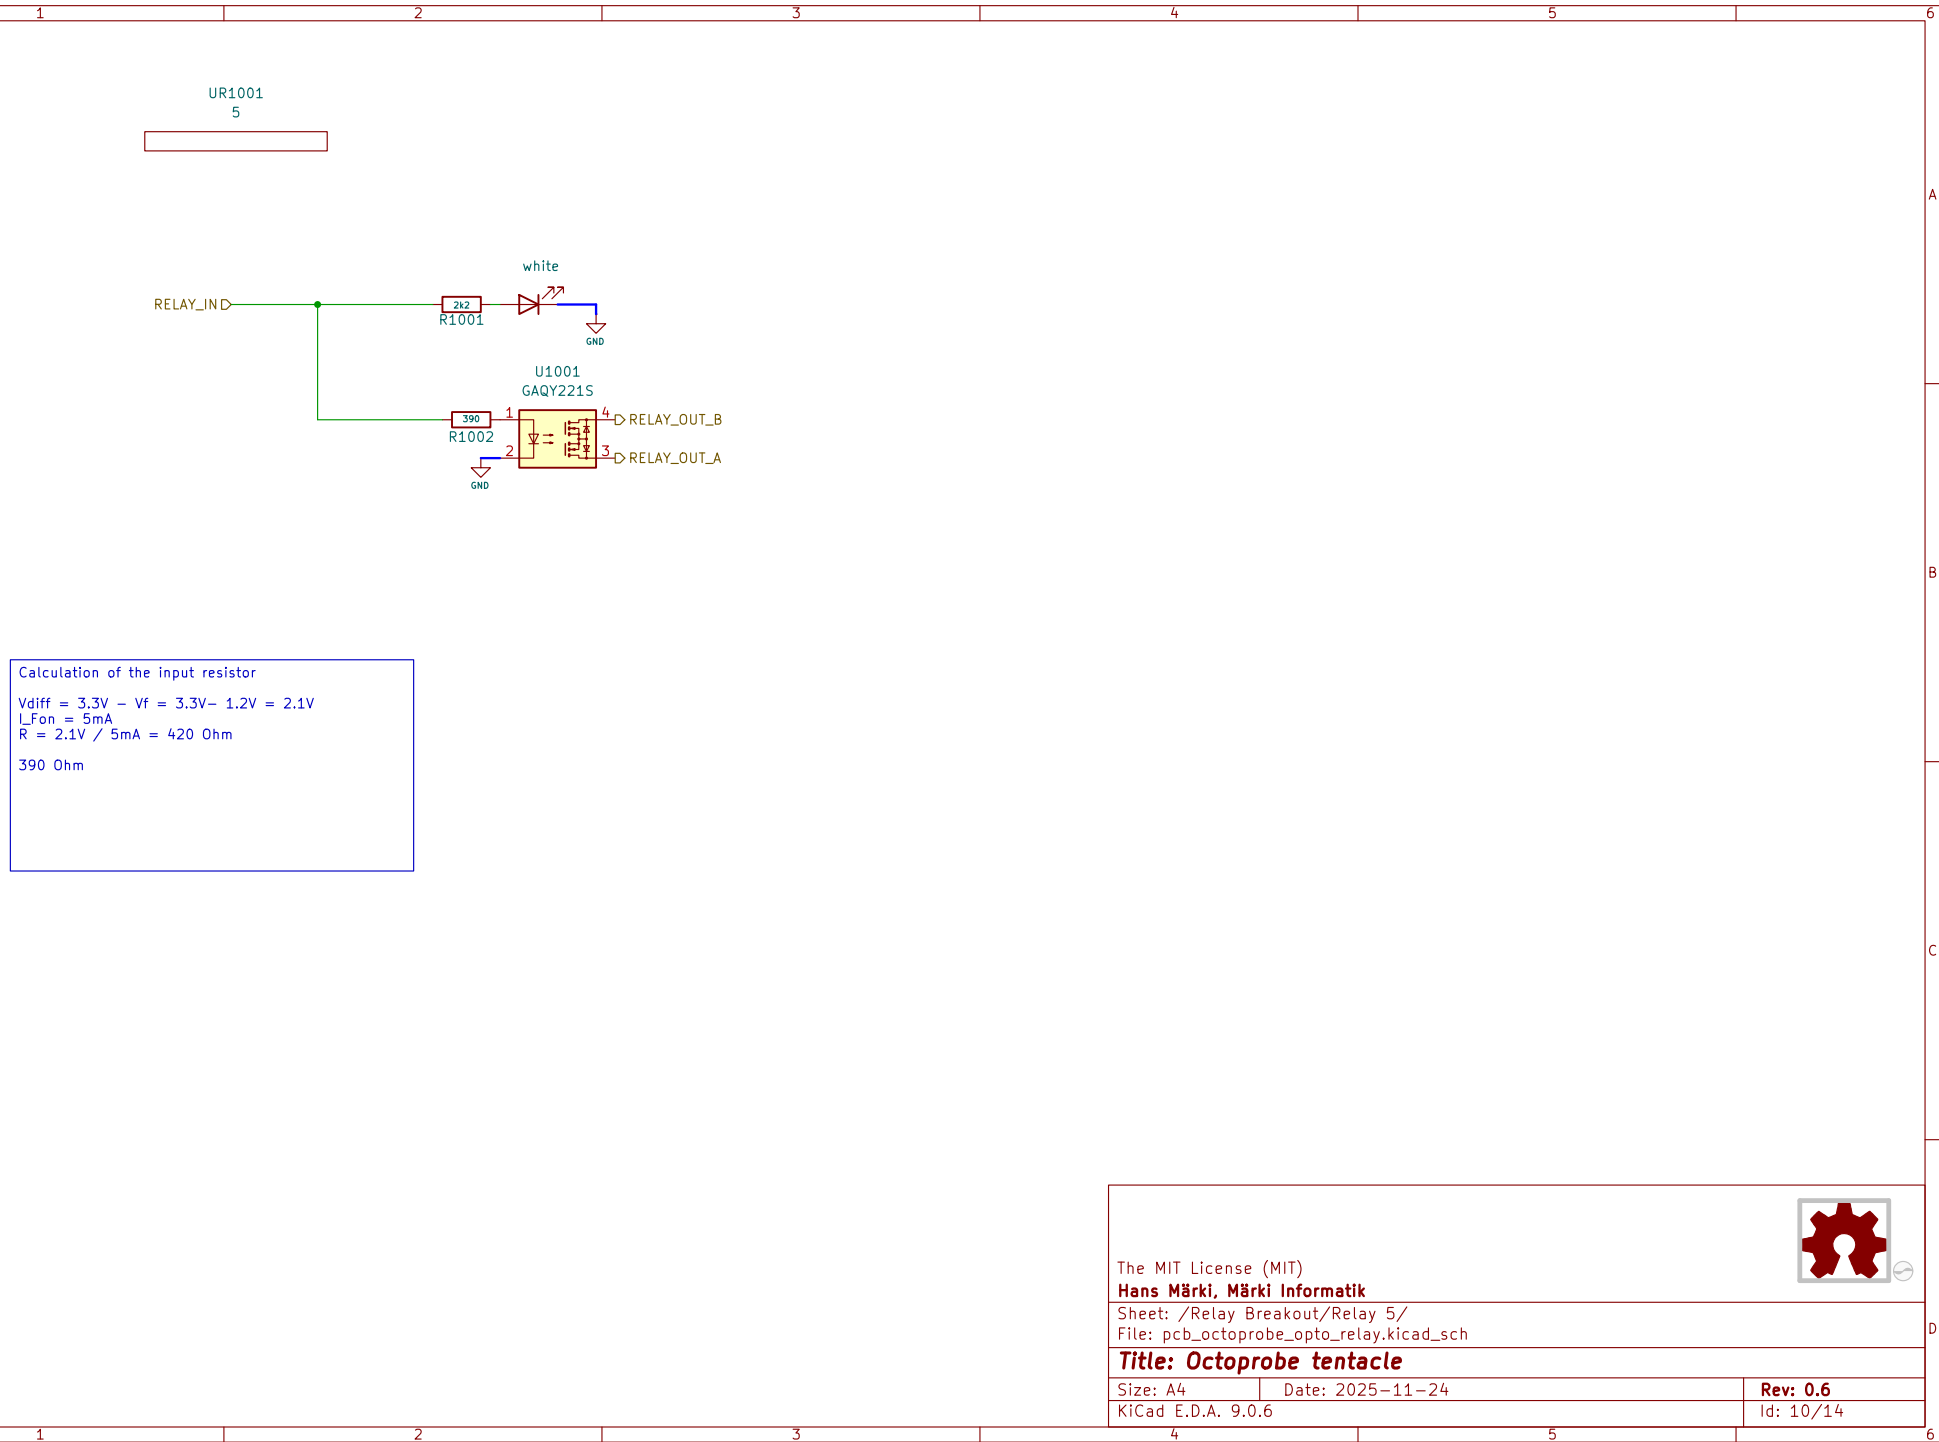 1 2 3 4 5 6
UR1001
5
A
white
RELAY_IN
2k2
R1001
GND
U1001
GAQY221S
390
1
4
RELAY_OUT_B
R1002
2
3
RELAY_OUT_A
GND
B
Calculation of the input resistor
Vdiff = 3.3V - Vf = 3.3V- 1.2V = 2.1V
I_Fon = 5mA
R = 2.1V / 5mA = 420 Ohm
390 Ohm
C
The MIT License (MIT)
Hans Märki, Märki Informatik
Sheet: /Relay Breakout/Relay 5/
File: pcb_octoprobe_opto_relay.kicad_sch
D
Title: Octoprobe tentacle
Size: A4 Date: 2025-11-24 Rev: 0.6
KiCad E.D.A. 9.0.6 Id: 10/14
1 2 3 4 5 6